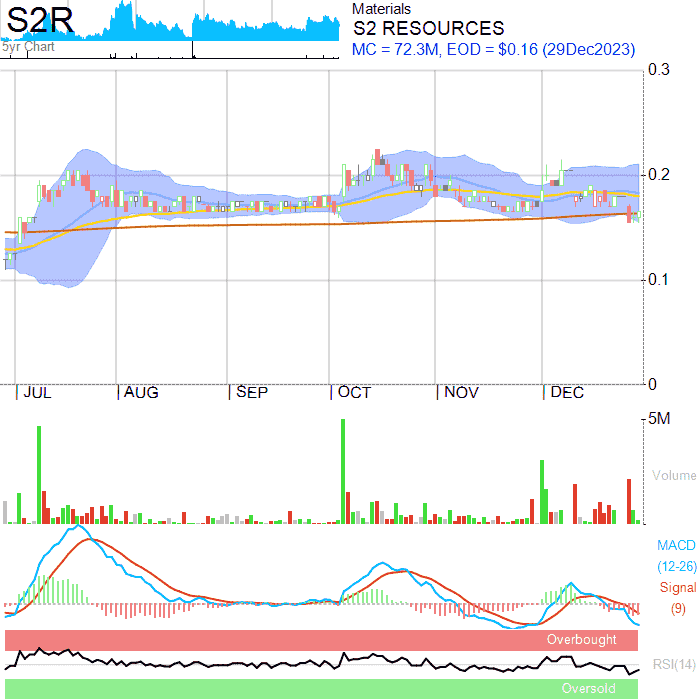 S2R
5yr Chart
Materials
S2 RESOURCES
MC = 72.3M, EOD = $0.16 (29Dec2023)
0.3
0.2
0.1
0
JUL AUG SEP OCT NOV DEC
5M
Volume
MACD
(12-26)
Signal
(9)
Overbought
RSI(14)
Oversold